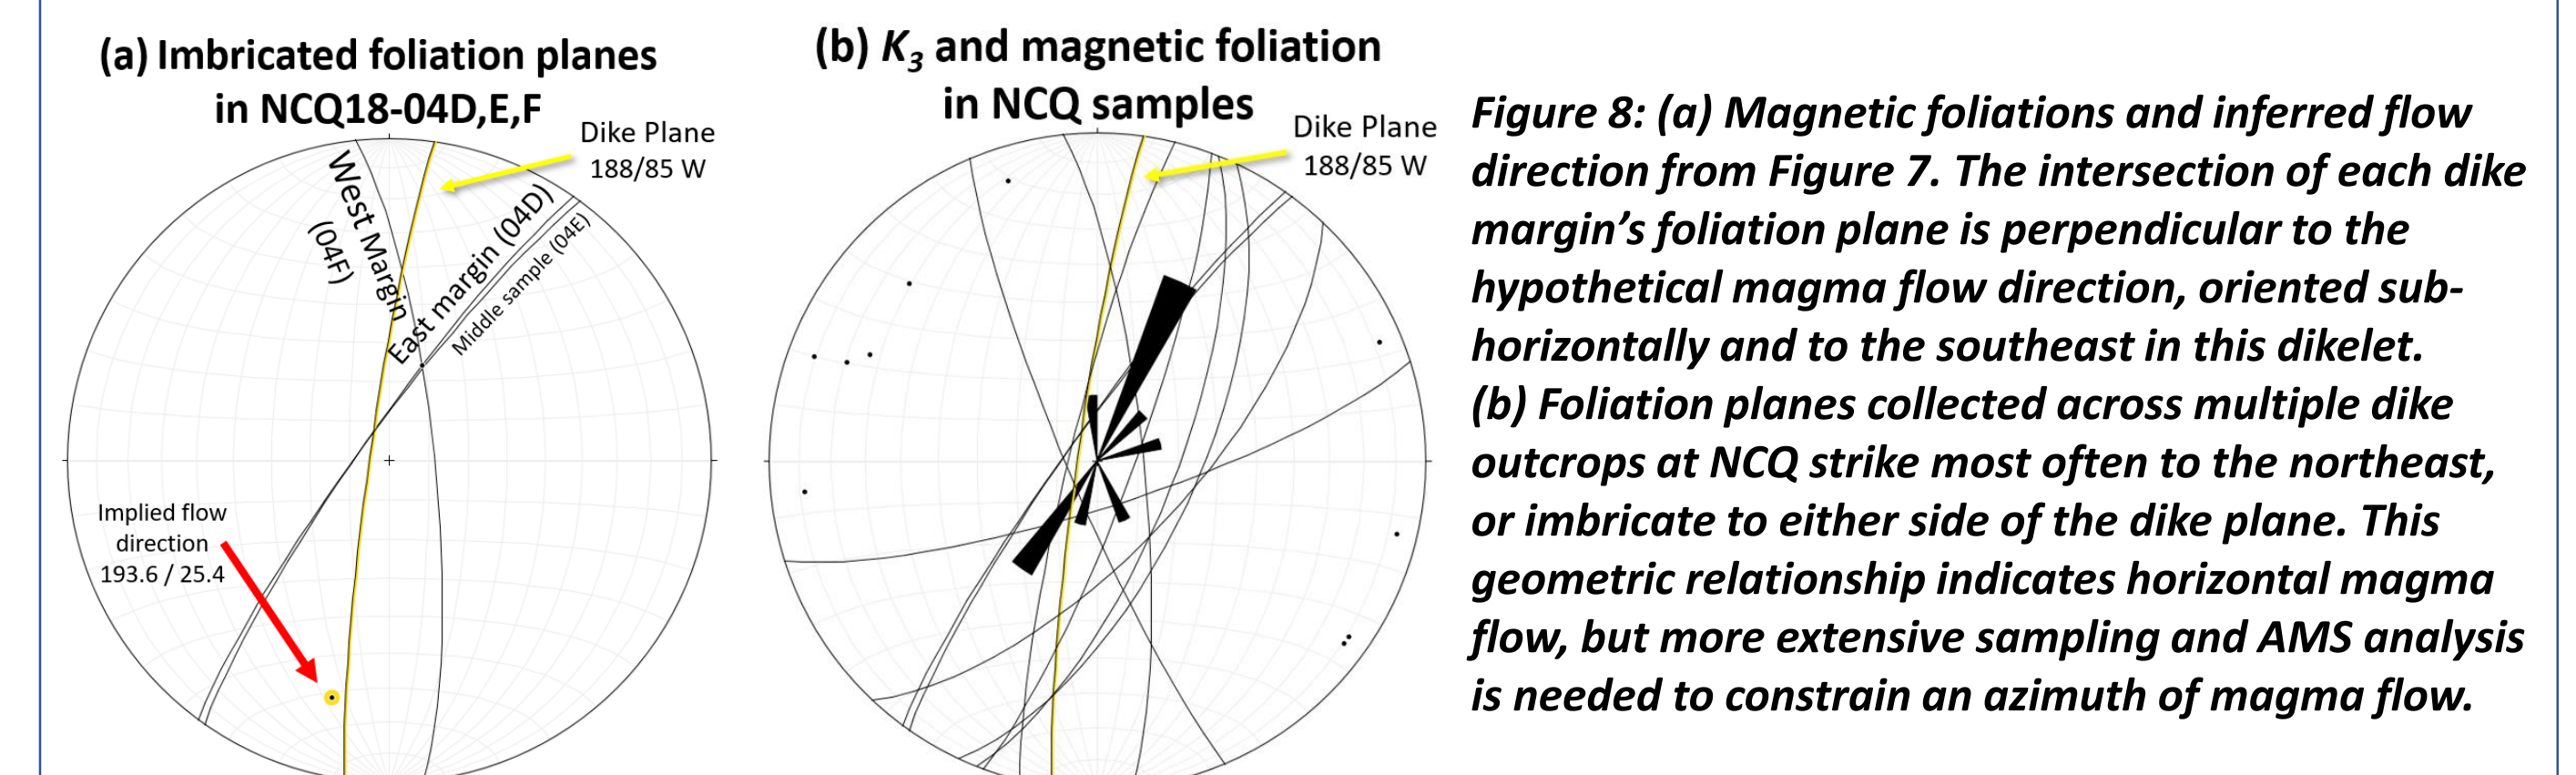 (a) Imbricated foliation planes
in NCQ18-04D,E,F
Dike Plane
188/85 W
West Margin
(04F)
East margin (04D)
Middle sample (04E)
Implied flow
direction
193.6 / 25.4
(b) K3 and magnetic foliation
in NCQ samples
Dike Plane
188/85 W
Figure 8: (a) Magnetic foliations and inferred flow
direction from Figure 7. The intersection of each dike
margin’s foliation plane is perpendicular to the
hypothetical magma flow direction, oriented sub-
horizontally and to the southeast in this dikelet.
(b) Foliation planes collected across multiple dike
outcrops at NCQ strike most often to the northeast,
or imbricate to either side of the dike plane. This
geometric relationship indicates horizontal magma
flow, but more extensive sampling and AMS analysis
is needed to constrain an azimuth of magma flow.